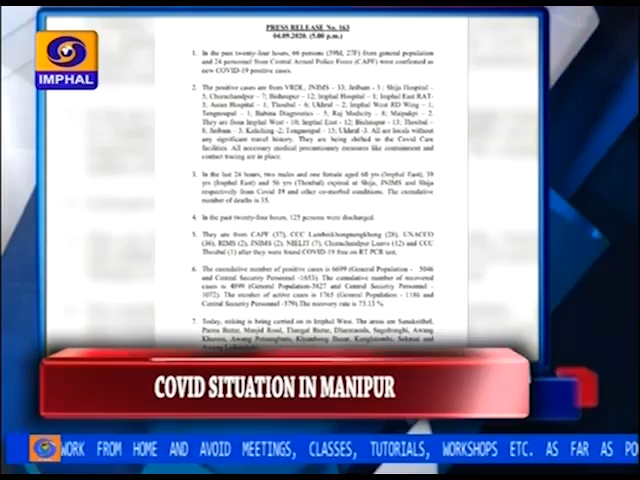 PRESS RELEASE No. 163
04.09.2020. (5.00 p.m.)
1. In the past twenty-four hours, 66 persons (39M, 27F) from general population
and 24 personnel from Central Armed Police Force (CAPF) were confirmed as
new COVID-19 positive cases.
2. The positive cases are from VRDL, JNIMS – 33; Jiribam - 3; Shija Hospital –
5; Churachandpur – 7; Bishnupur – 12; Imphal Hospital – 1; Imphal East RAT-
5; Asian Hospital – 1; Thoubal – 6; Ukhrul – 2; Imphal West RD Wing – 1;
Tengnoupal – 1; Babina Diagnostics – 5; Raj Medicity – 8; – 2.
They are from Imphal West - 10; Imphal East – 12; Bishnupur - 13; Thoubal –
8; Jiribam – 3, Kakching -2; Tengnoupal – 15; Ukhrul -3. All are locals without
any significant travel history. They are being shifted to the Covid Care
facilities. All necessary medical precautionary measures like containment and
contact tracing are in place.
3. In the last 24 hours, two males and one female aged 60 yrs (Imphal East), 39
yrs (Imphal East) and 56 yrs (Thoubal) expired at Shija, JNIMS and Shija
respectively from Covid 19 and other co-morbid conditions. The cumulative
number of deaths is 35.
4. In the past twenty-four hours, 125 persons were discharged.
5. They are from CAPF (37), CCC Lamboikhongnangkhong (28), UNACCO
(36), RIMS (2), JNIMS (2), NIELIT (7), Churachandpur (12) and CCC
Thoubal (1) after they were found COVID-19 free on RT PCR test.
6. The cumulative number of positive cases is 6699 (General Population - 5046
and Central Security Personnel -1653). The cumulative number of recovered
cases is 4899 (General Population-3827 and Central Security Personnel -
1072). The number of active cases is 1765 (General Population - 1186 and
Central Security Personnel -579). The recovery rate is 73.13 %
7. Today, is being carried on in Imphal West. The areas are
Bazar, Masjid Road, Thangal Bazar, Dharmasala, Sagolband, Awang
Awang Bazar, Sekmai and
IMPHAL
COVID SITUATION IN MANIPUR
WORK FROM HOME AND AVOID MEETINGS, CLASSES, TUTORIALS, WORKSHOPS ETC. AS FAR AS PO